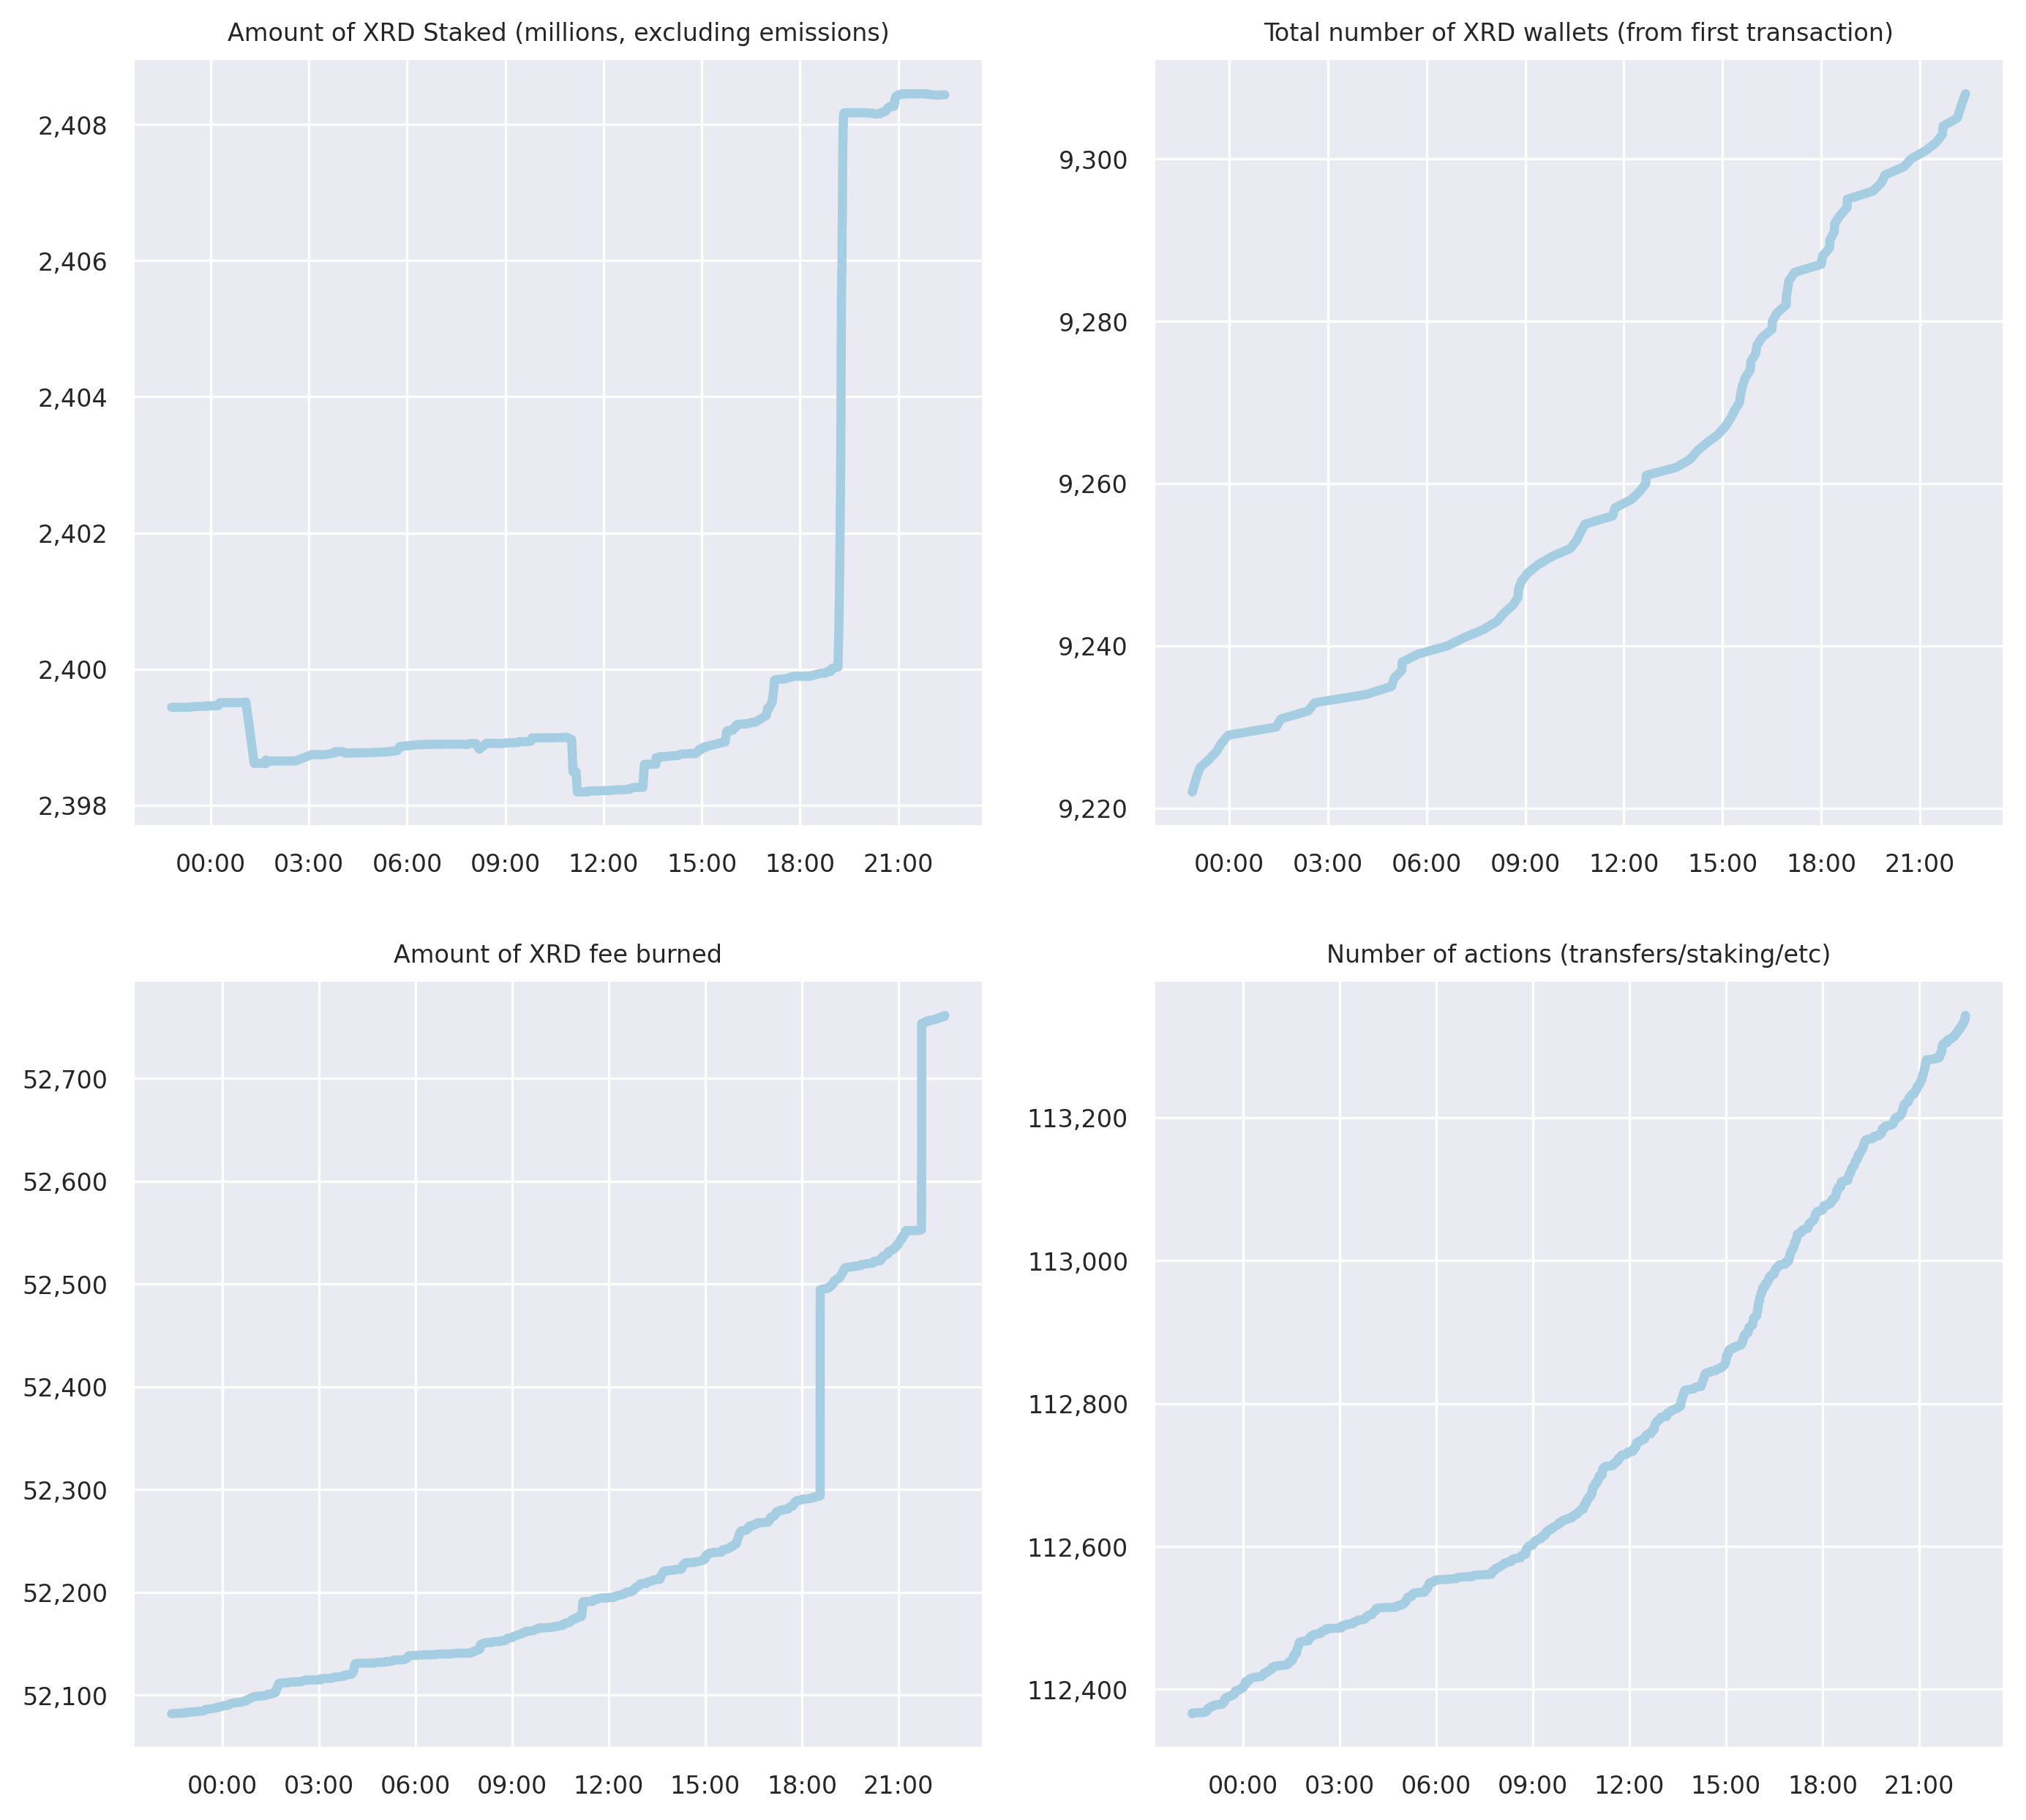 Amount of XRD Staked (millions, excluding emissions)
2,408
2,406
2,404
2,402
2,400
2,398
00:00 03:00 06:00 09:00 12:00 15:00 18:00 21:00
Total number of XRD wallets (from first transaction)
9,300
9,280
9,260
9,240
9,220
00:00 03:00 06:00 09:00 12:00 15:00 18:00 21:00
Amount of XRD fee burned
52,700
52,600
52,500
52,400
52,300
52,200
52,100
00:00 03:00 06:00 09:00 12:00 15:00 18:00 21:00
Number of actions (transfers/staking/etc)
113,200
113,000
112,800
112,600
112,400
00:00 03:00 06:00 09:00 12:00 15:00 18:00 21:00